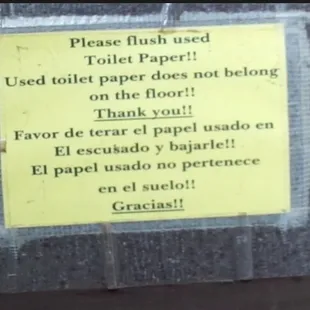 Please flush used
Toilet Paper!!
Used toilet paper does not belong
on the floor!!
Thank you!!
Favor de terar el papel usado en
El escusado y bajarle!!
El papel usado no pertenece
en el suelo!!
Gracias!!